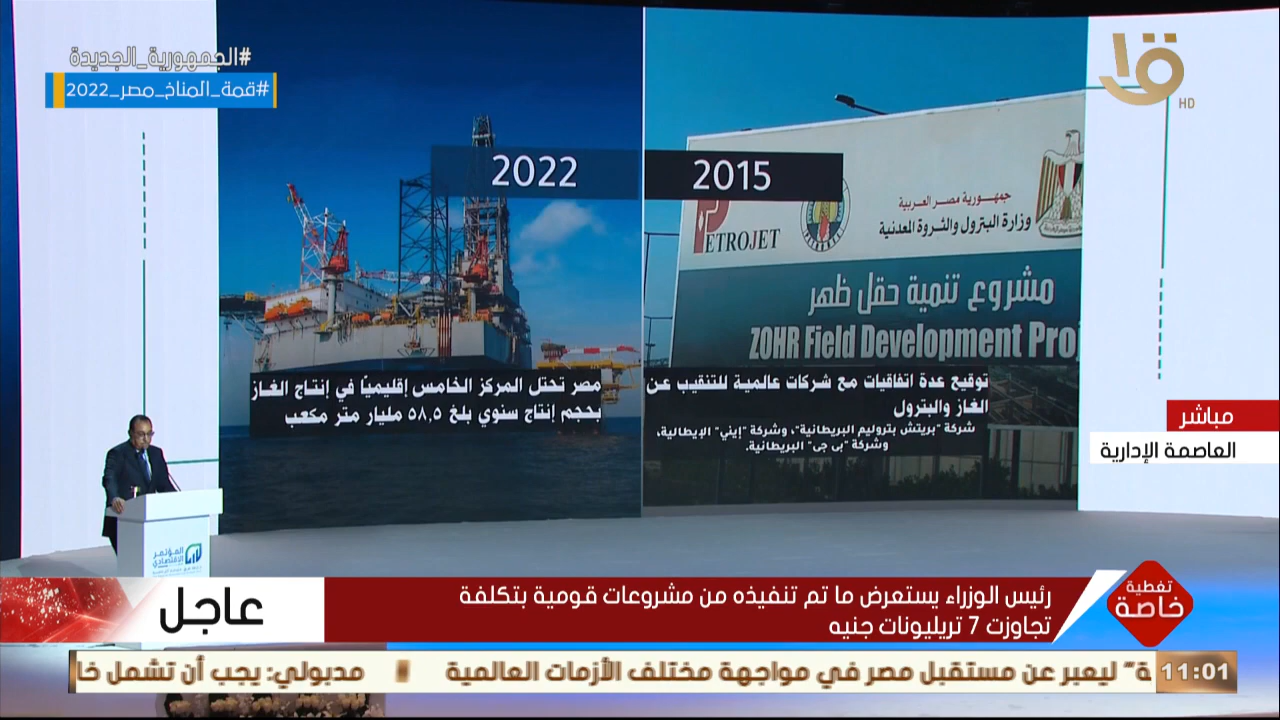 #الجمهورية_الجديدة
#قمة_المناخ_مصر_2022
HD
2015
جمهورية مصر العربية
وزارة البترول والثروة المعدنية
PETROJET
مشروع تنمية حقل ظهر
ZOHR Field Development Proj
توقيع عدة اتفاقيات مع شركات عالمية للتنقيب عن
الغاز والبترول
شركة "بريتش بتروليم البريطانية"، وشركة "إيني" الإيطالية،
وشركة "بي جى" البريطانية.
2022
مصر تحتل المركز الخامس إقليميًا في إنتاج الغاز
بحجم إنتاج سنوي بلغ ٥٨,٥ مليار متر مكعب
مباشر
العاصمة الإدارية
المؤتمر
الاقتصادي
تغطية
خاصة
رئيس الوزراء يستعرض ما تم تنفيذه من مشروعات قومية بتكلفة
تجاوزت 7 تريليونات جنيه
عاجل
11:01
ة" ليعبر عن مستقبل مصر في مواجهة مختلف الأزمات العالمية
مدبولي: يجب أن تشمل خا